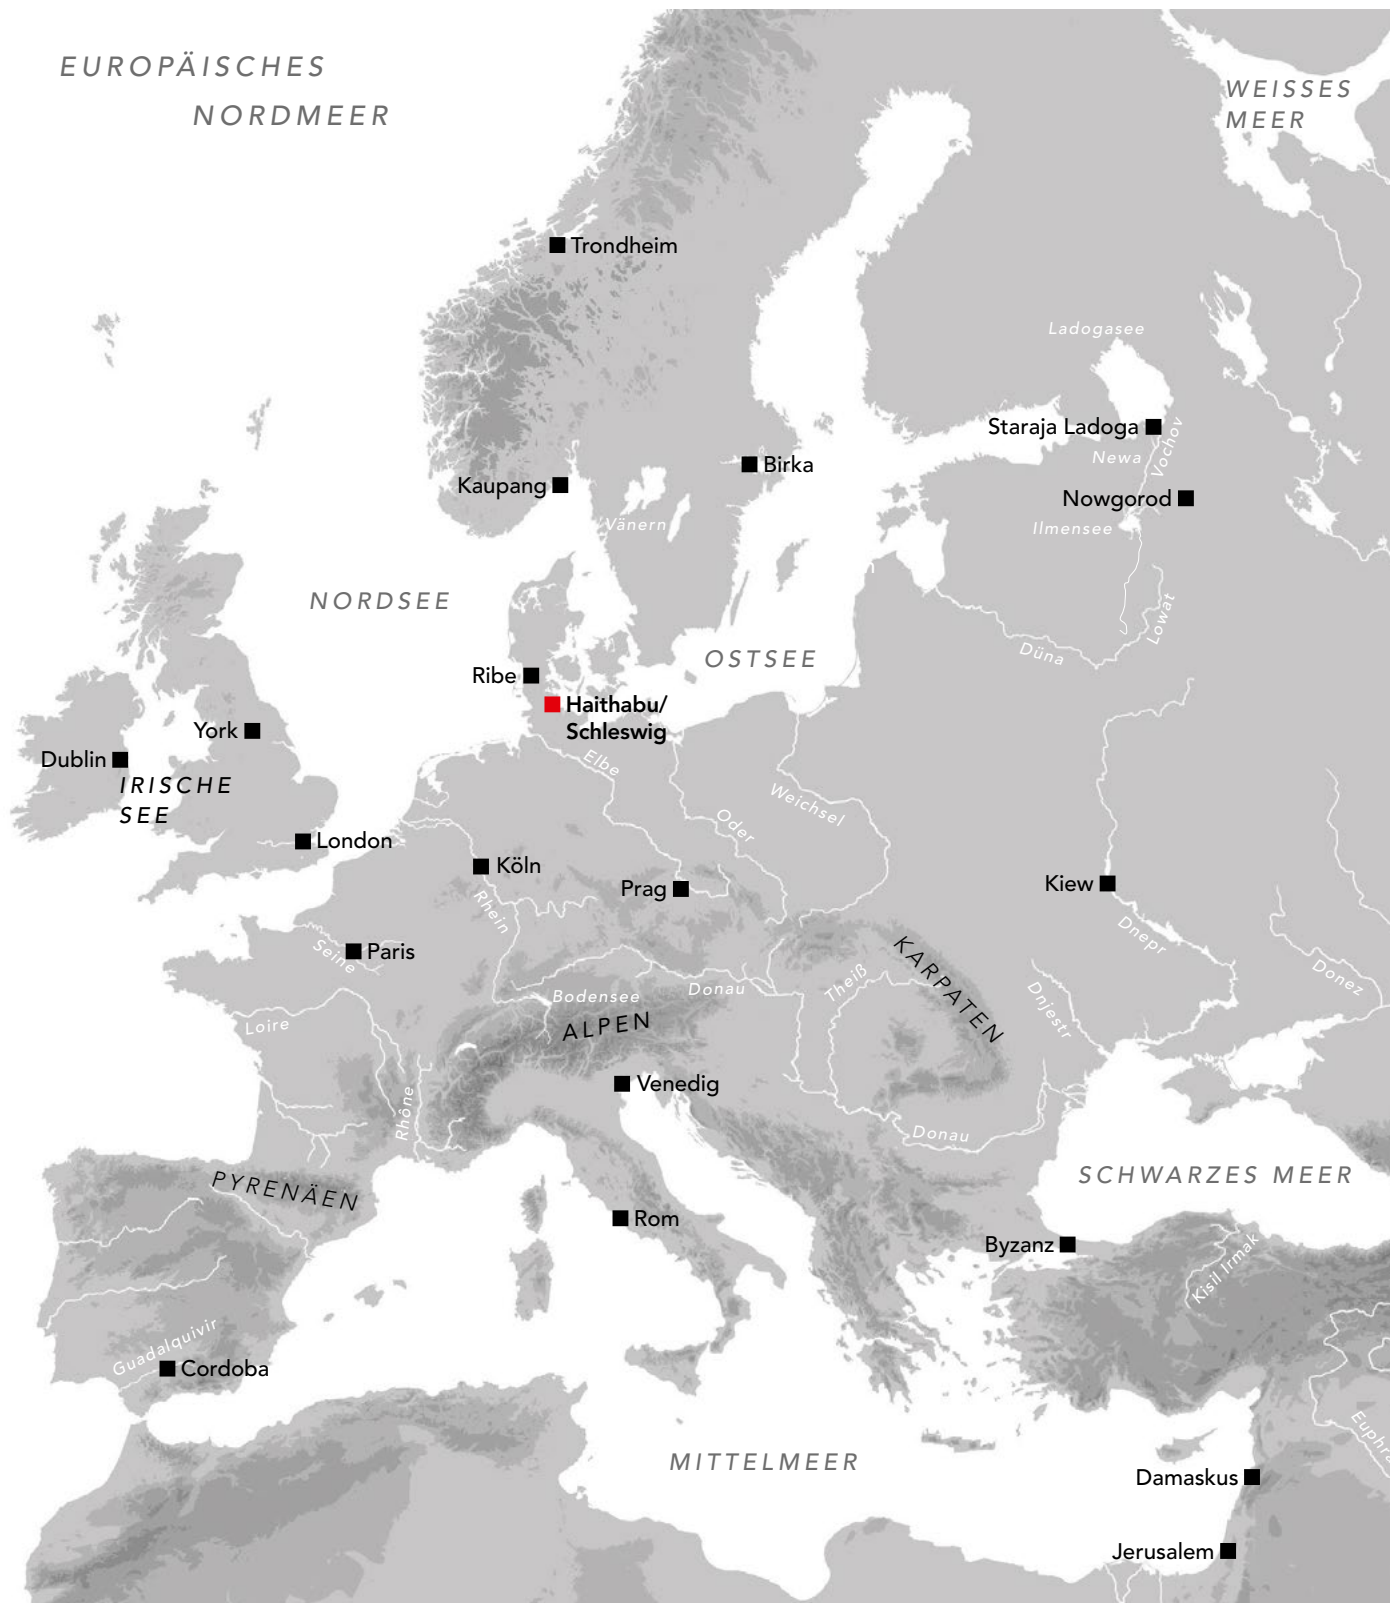 EUROPÄISCHES
NORDMEER
WEISSES
MEER
Trondheim
Ladogasee
Staraja Ladoga
Vochov
Newa
Birka
Kaupang
Nowgorod
Vänern
Ilmensee
NORDSEE
Lowat
Düna
OSTSEE
Ribe
Haithabu/
Schleswig
York
Dublin
IRISCHE
SEE
Elbe
Weichsel
Oder
London
Köln
Prag
Kiew
Rhein
Dnepr
Seine
Paris
KARPATEN
Theiß
Donez
Bodensee
Donau
Dnjestr
Loire
ALPEN
Venedig
Rhône
Donau
PYRENÄEN
SCHWARZES MEER
Rom
Byzanz
Kisil Irmak
Guadalquivir
Cordoba
Euphra
MITTELMEER
Damaskus
Jerusalem